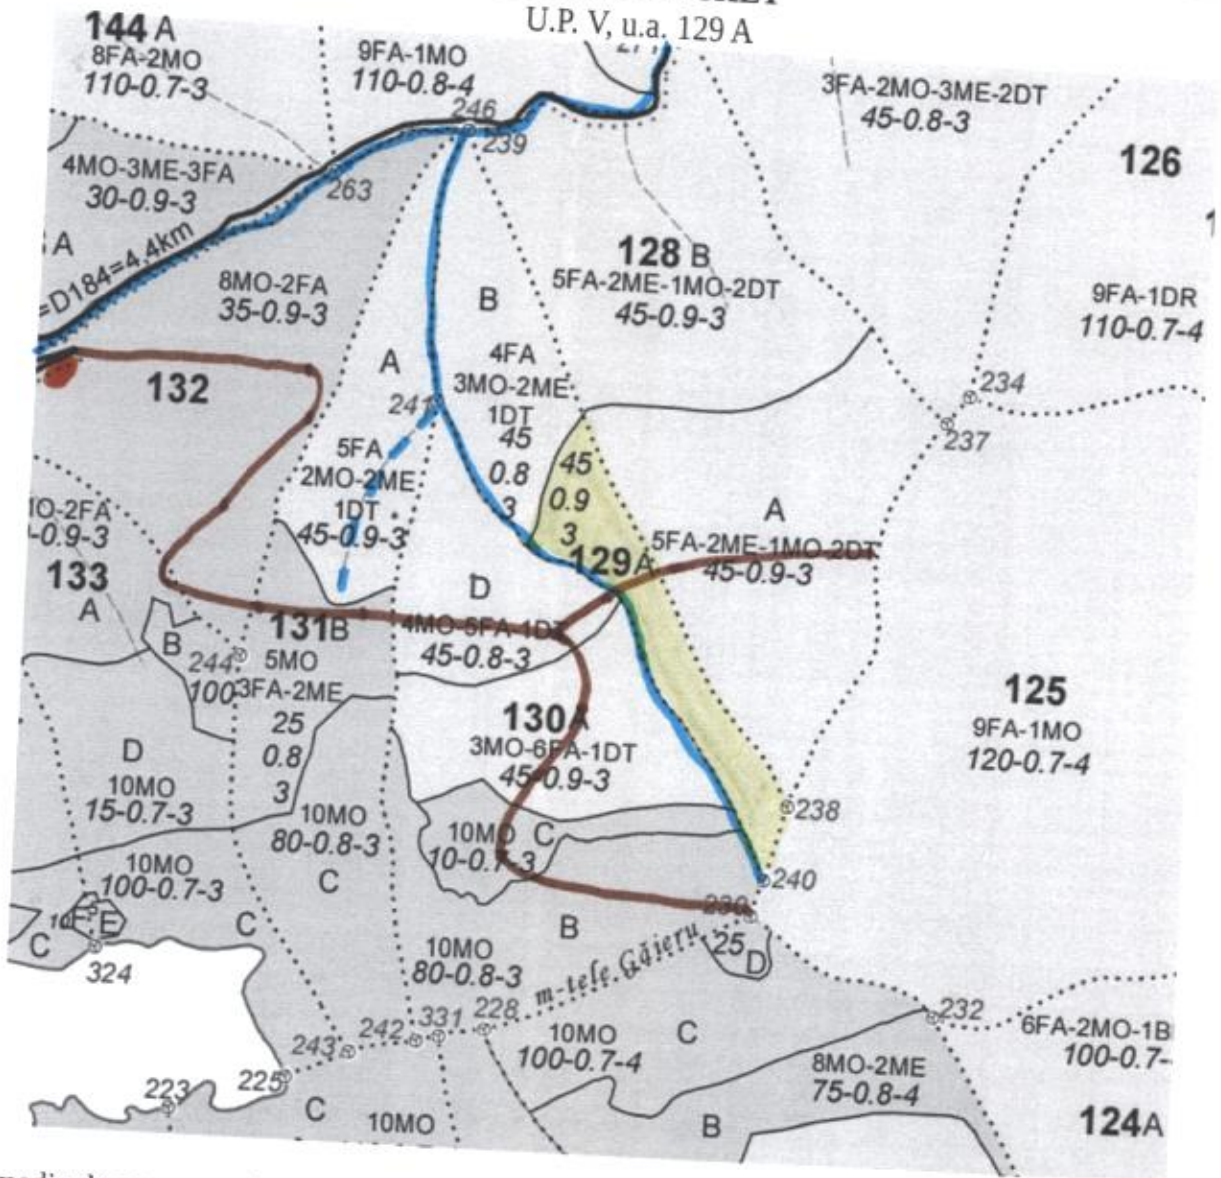 U.P. V, u.a. 129 A
144 A
8FA-2MO
110-0.7-3
9FA-1MO
110-0.8-4
246
239
263
3FA-2MO-3ME-2DT
45-0.8-3
126
4MO-3ME-3FA
30-0.9-3
A
=D184=4,4km
8MO-2FA
35-0.9-3
128 B
5FA-2ME-1MO-2DT
45-0.9-3
9FA-1DR
110-0.7-4
B
A
132
4FA
3MO-2ME
1DT
45
0.8
3
241
234
237
5FA
2MO-2ME
1DT
45-0.9-3
45
0.9
3
129A
A
5FA-2ME-1MO-2DT
45-0.9-3
-0.9-3
133
A
D
131B
4MO-5FA-1DT
45-0.8-3
B
244
100
5MO
3FA-2ME
25
0.8
3
130A
3MO-6FA-1DT
45-0.9-3
125
9FA-1MO
120-0.7-4
D
10MO
15-0.7-3
238
10MO
80-0.8-3
10MO
10-0.7-3
C
10MO
100-0.7-3
C
240
E
C
C
324
B
25
D
10MO
80-0.8-3
m-tele Găieru
243
242
331
228
232
10MO
100-0.7-4
C
6FA-2MO-1B
100-0.7-
8MO-2ME
75-0.8-4
223
225
C
10MO
B
124A